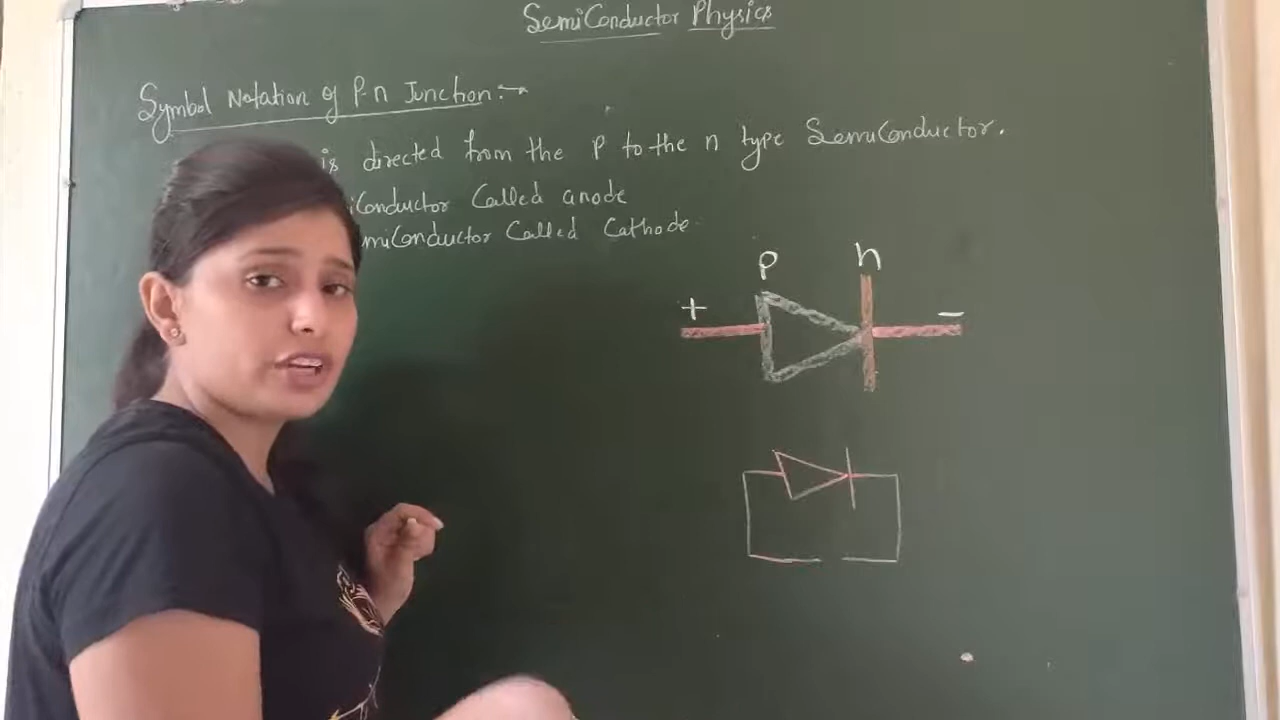 SemiConductor Physics
Symbol Notation of P-n Junction:→
is directed from the P to the n type SemiConductor.
iConductor Called anode
miConductor Called Cathode.
P n
+ −